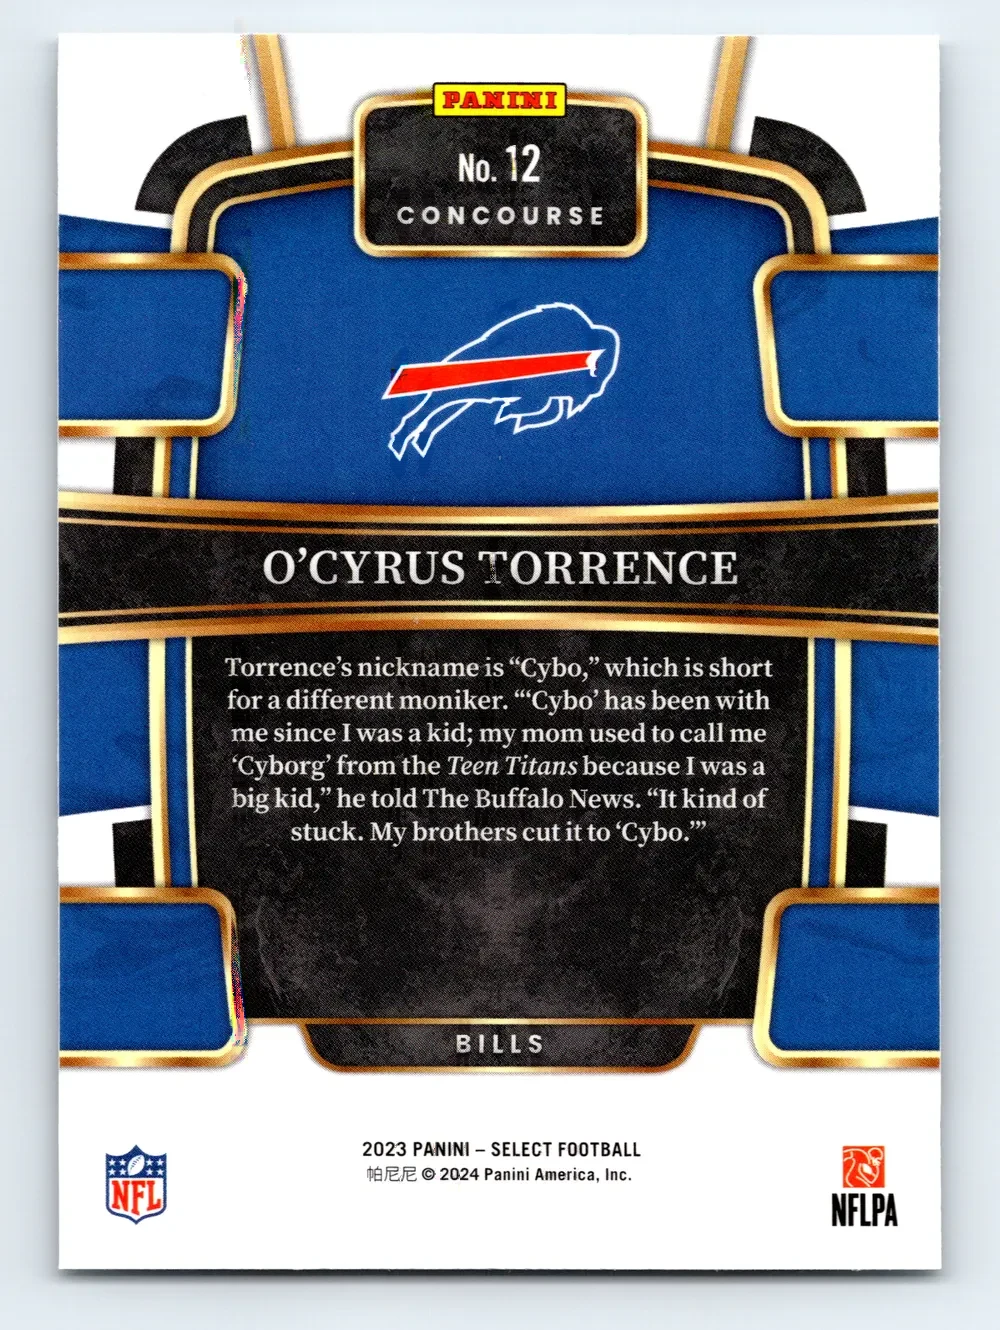 PANINI
No. 12
CONCOURSE
O’CYRUS TORRENCE
Torrence’s nickname is “Cybo,” which is short
for a different moniker. “‘Cybo’ has been with
me since I was a kid; my mom used to call me
‘Cyborg’ from the Teen Titans because I was a
big kid,” he told The Buffalo News. “It kind of
stuck. My brothers cut it to ‘Cybo.’”
BILLS
2023 PANINI – SELECT FOOTBALL
帕尼尼 © 2024 Panini America, Inc.
NFL
NFLPA